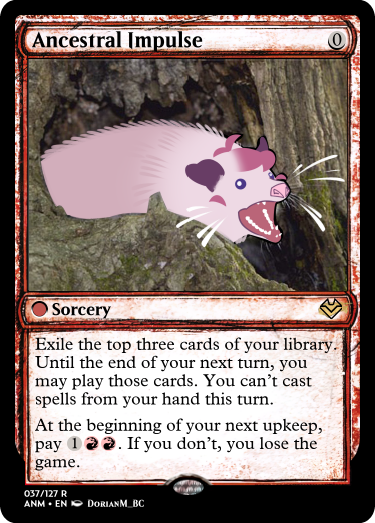 Ancestral Impulse 0
Sorcery
Exile the top three cards of your library.
Until the end of your next turn, you
may play those cards. You can't cast
spells from your hand this turn.
At the beginning of your next upkeep,
pay 1RR. If you don't, you lose the
game.
037/127 R
ANM • EN DorianM_BC